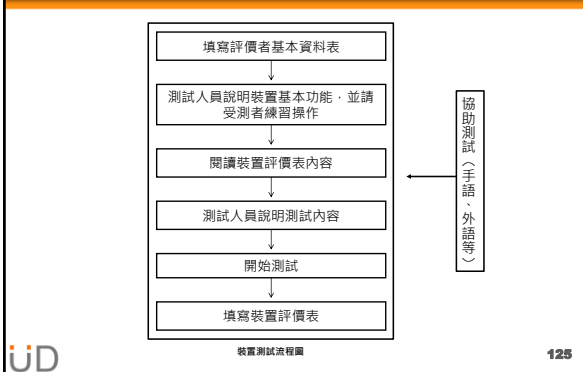 填寫評價者基本資料表
測試人員說明裝置基本功能，並請
受測者練習操作
閱讀裝置評價表內容
測試人員說明測試內容
開始測試
填寫裝置評價表
協助測試（手語、外語等）
裝置測試流程圖
UD
125